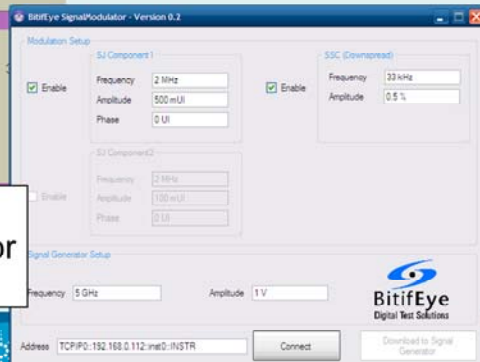 BitifEye SignalModulator - Version 0.2
Modulation Setup
SJ Component1
SSC (Downspread)
Enable
Frequency 2 MHz
Enable
Frequency 33 kHz
Amplitude 500 mUI
Amplitude 0.5 %
Phase 0 UI
SJ Component2
Frequency 2 MHz
Enable
Amplitude 100 mUI
Phase 0 UI
or
Signal Generator Setup
Frequency 5 GHz
Amplitude 1 V
BitifEye
Digital Test Solutions
Address TCPIP0::192.168.0.112::inst0::INSTR
Connect
Download to Signal
Generator